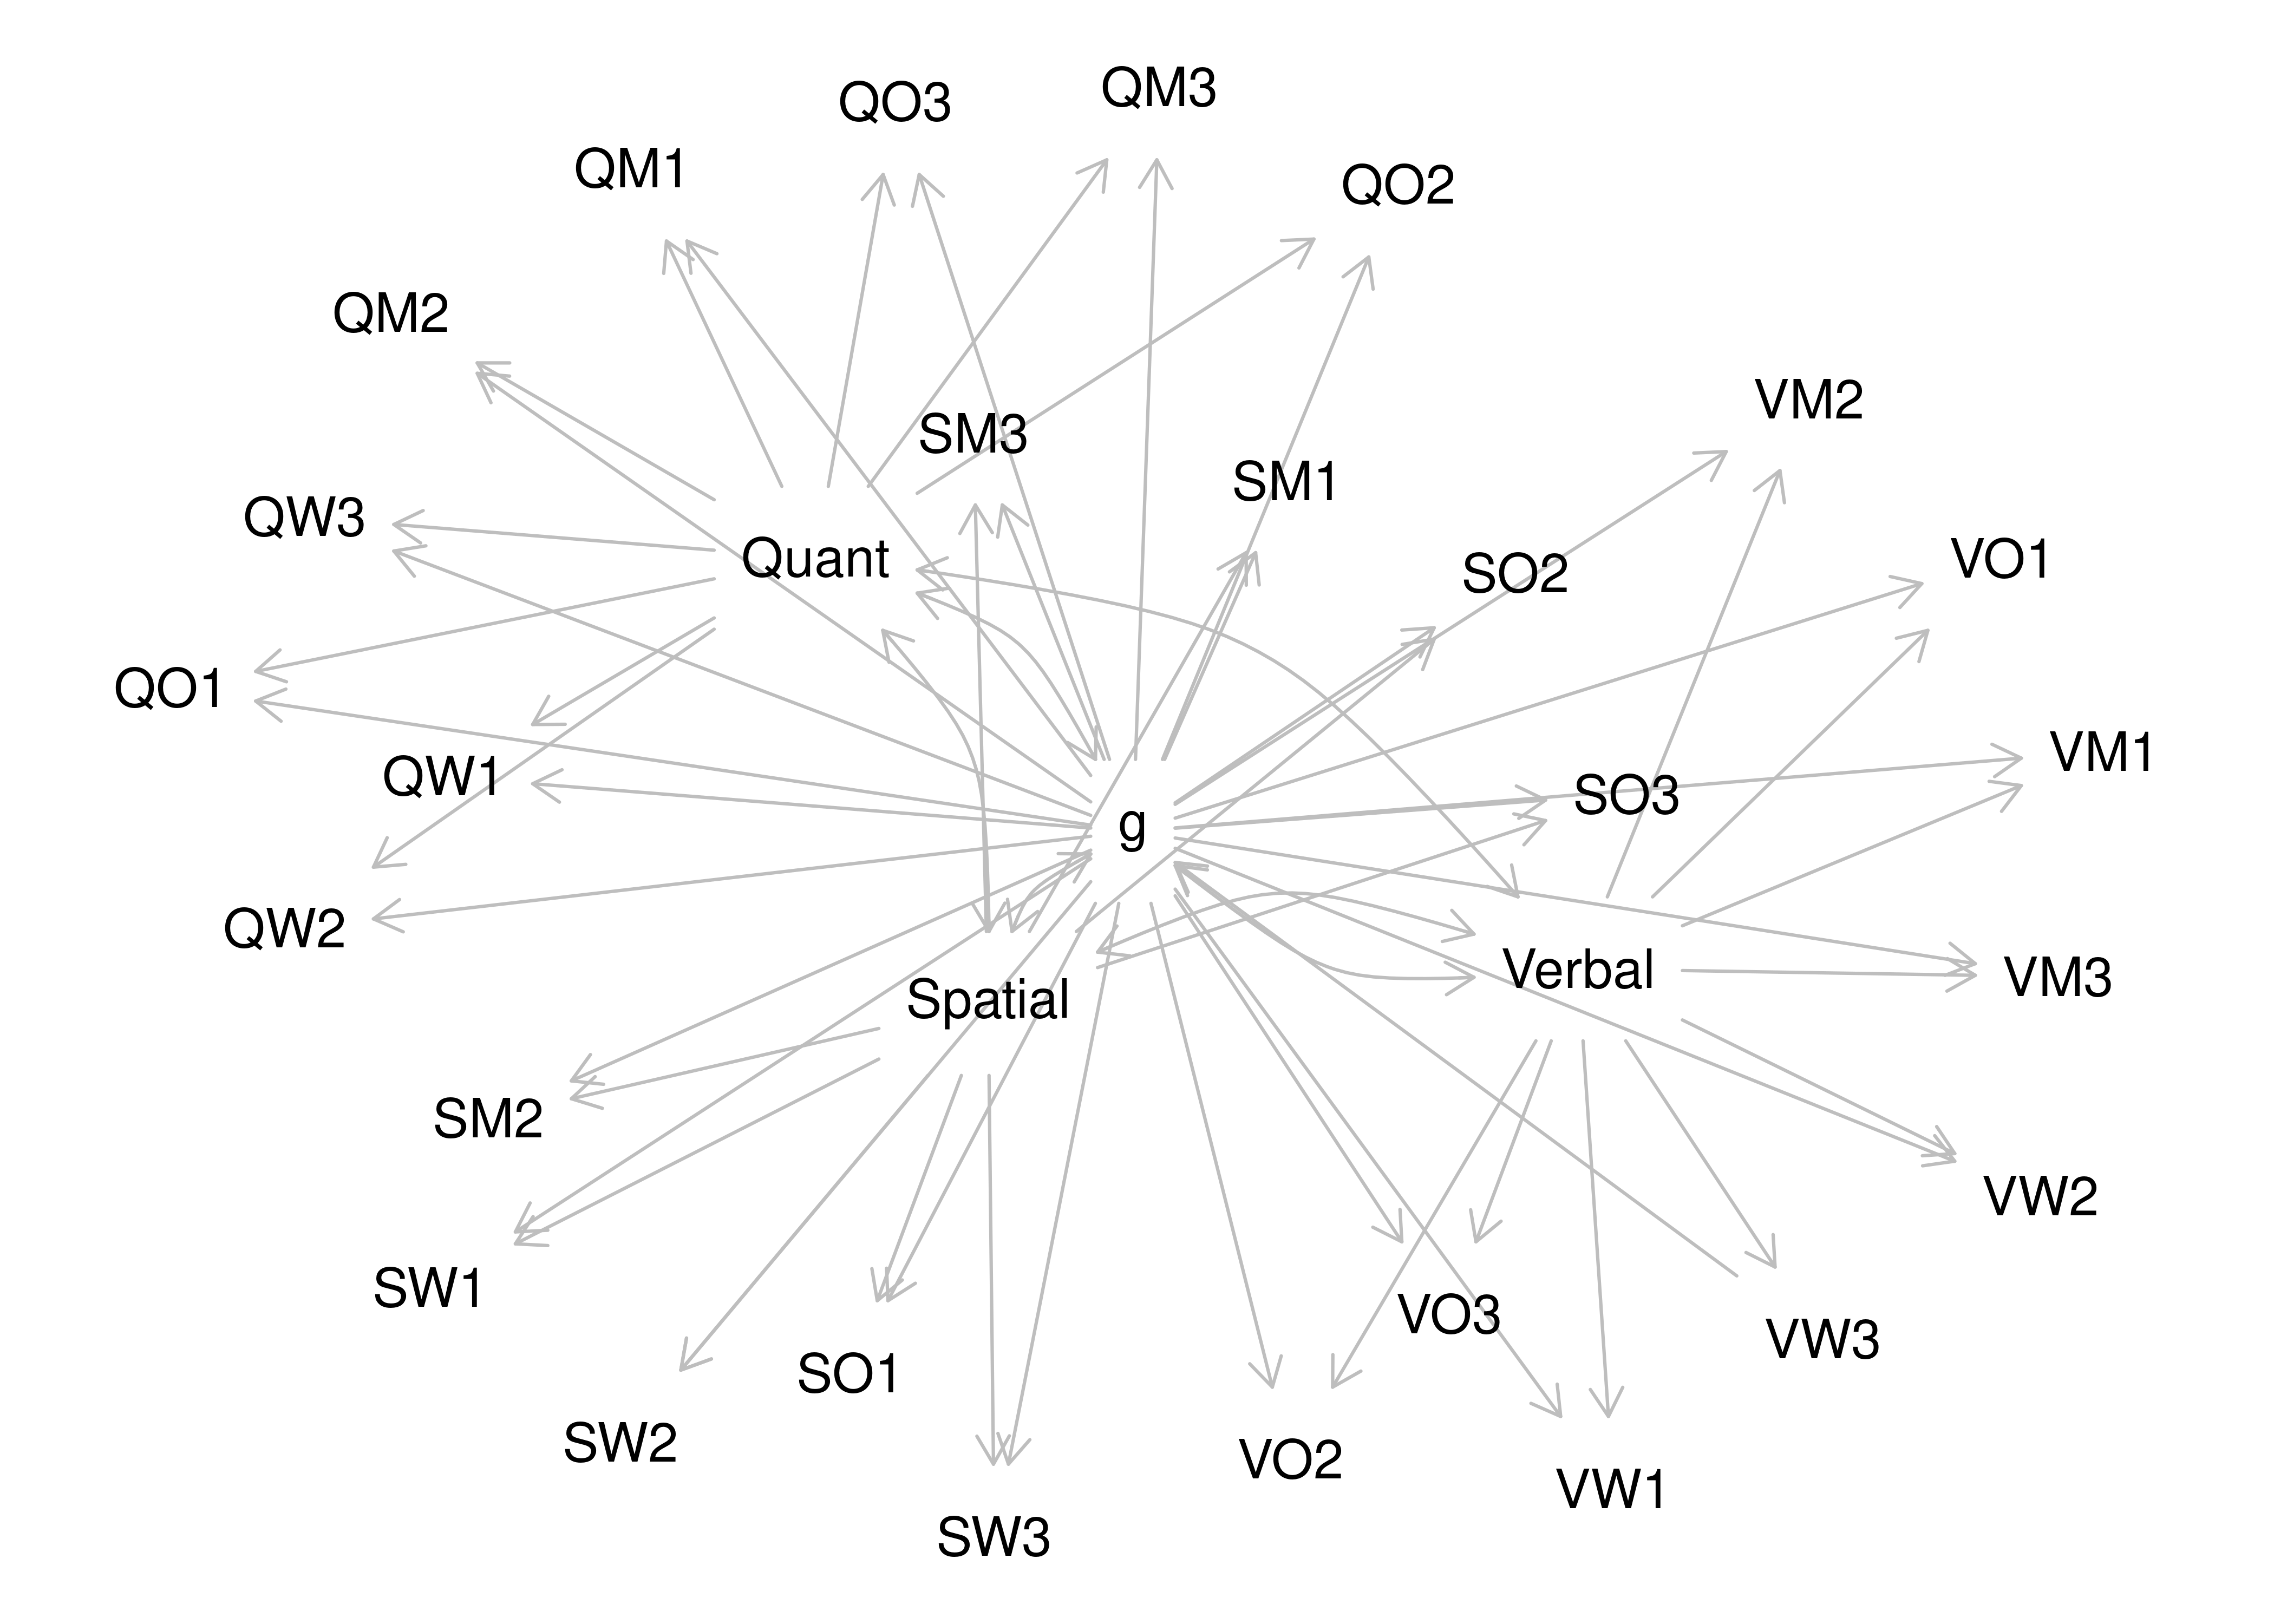 QM3
QO3
QM1
QO2
QM2
VM2
SM3
SM1
QW3
Quant
SO2
VO1
QO1
VM1
QW1
SO3
g
QW2
Verbal
VM3
Spatial
SM2
VW2
SW1
VO3
VW3
SO1
SW2
VO2
VW1
SW3